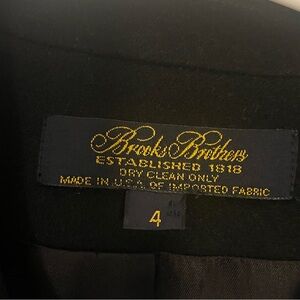 Brooks Brothers
ESTABLISHED 1818
DRY CLEAN ONLY
MADE IN U.S.A. OF IMPORTED FABRIC
4